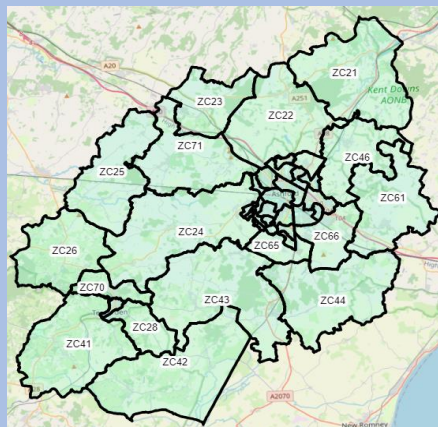 A20
ZC21
Kent Downs
AONB
ZC23
A251
ZC22
ZC71
ZC46
ZC25
ZC61
ZC24
ZC66
ZC65
ZC26
ZC70
ZC43
ZC44
ZC28
ZC41
ZC42
A2070
New Romney